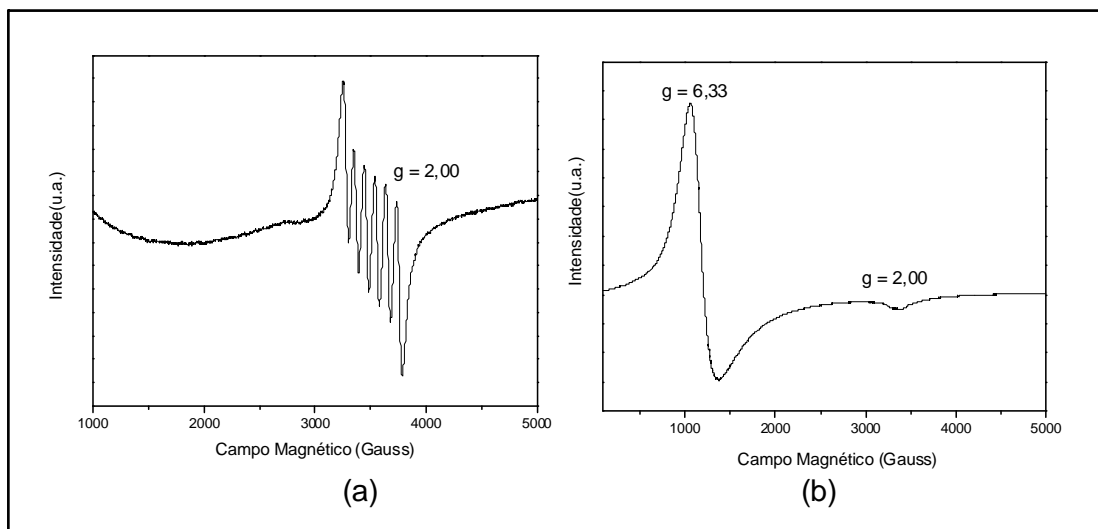 Intensidade(u.a.)
g = 2,00
1000 2000 3000 4000 5000
Campo Magnético (Gauss)
(a)
Intensidade(u.a.)
g = 6,33
g = 2,00
1000 2000 3000 4000 5000
Campo Magnético (Gauss)
(b)